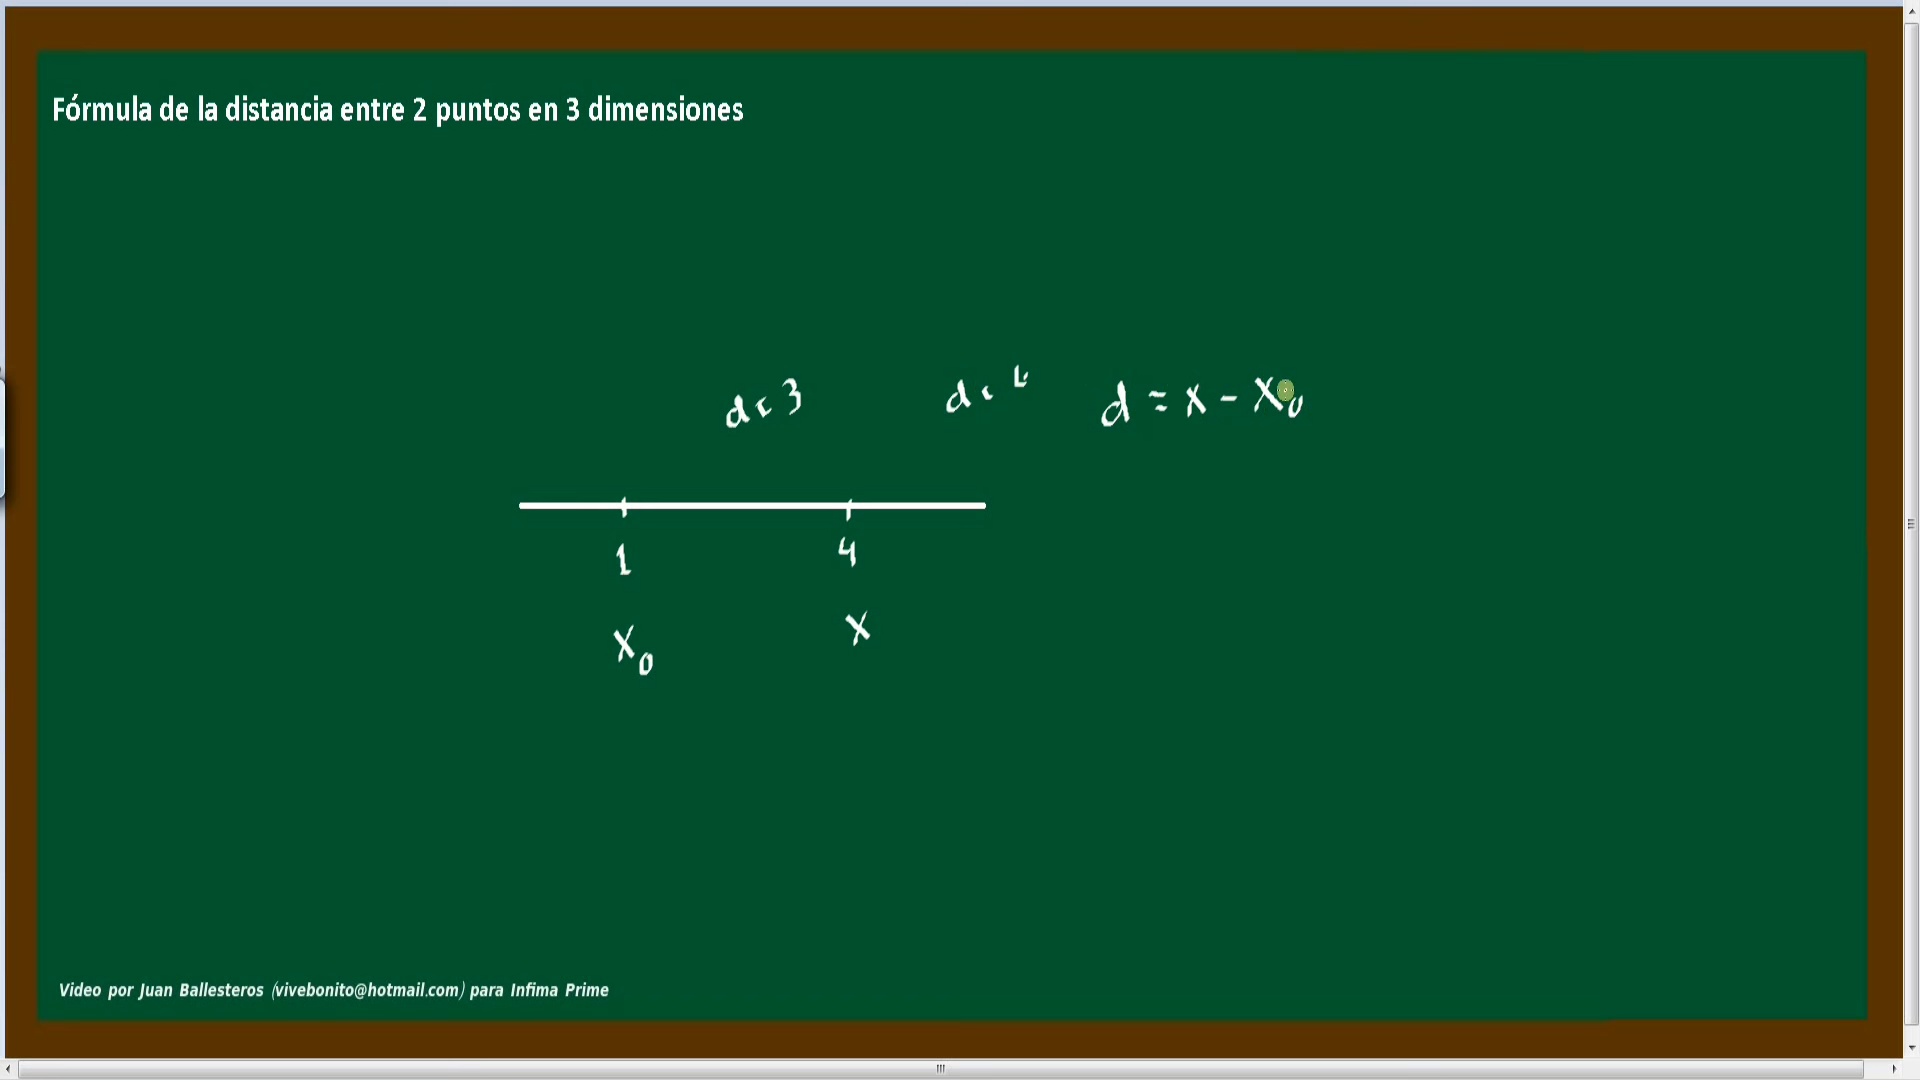 Fórmula de la distancia entre 2 puntos en 3 dimensiones
d = 3
d = x - x₀
1 4
x₀ x
Video por Juan Ballesteros (vivebonito@hotmail.com) para Infima Prime